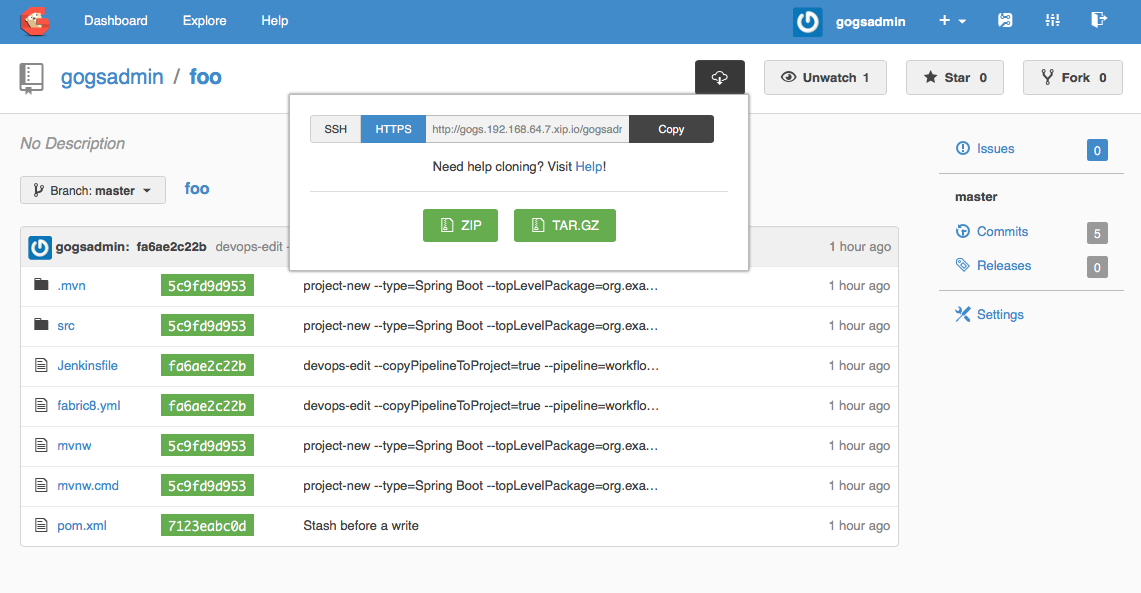 Dashboard Explore Help gogsadmin
gogsadmin / foo Unwatch 1 Star 0 Fork 0
SSH HTTPS http://gogs.192.168.64.7.xip.io/gogsadr Copy
Need help cloning? Visit Help!
ZIP TAR.GZ
No Description
Branch: master foo
gogsadmin: fa6ae2c22b devops-edit - 1 hour ago
.mvn 5c9fd9d953 project-new --type=Spring Boot --topLevelPackage=org.exa… 1 hour ago
src 5c9fd9d953 project-new --type=Spring Boot --topLevelPackage=org.exa… 1 hour ago
Jenkinsfile fa6ae2c22b devops-edit --copyPipelineToProject=true --pipeline=workflo… 1 hour ago
fabric8.yml fa6ae2c22b devops-edit --copyPipelineToProject=true --pipeline=workflo… 1 hour ago
mvnw 5c9fd9d953 project-new --type=Spring Boot --topLevelPackage=org.exa… 1 hour ago
mvnw.cmd 5c9fd9d953 project-new --type=Spring Boot --topLevelPackage=org.exa… 1 hour ago
pom.xml 7123eabc0d Stash before a write 1 hour ago
Issues 0
master
Commits 5
Releases 0
Settings